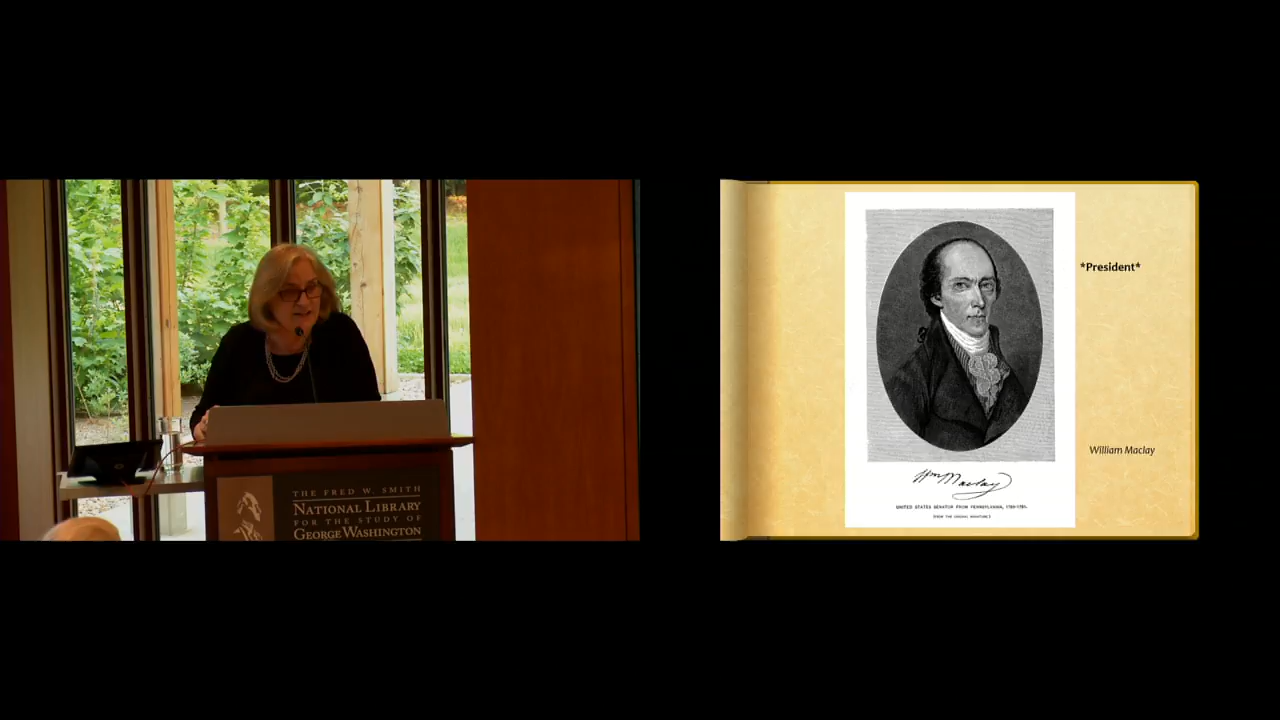 THE FRED W. SMITH
NATIONAL LIBRARY
FOR THE STUDY OF
GEORGE WASHINGTON
*President*
William Maclay
Wm Maclay
UNITED STATES SENATOR FROM PENNSYLVANIA, 1789-1791.